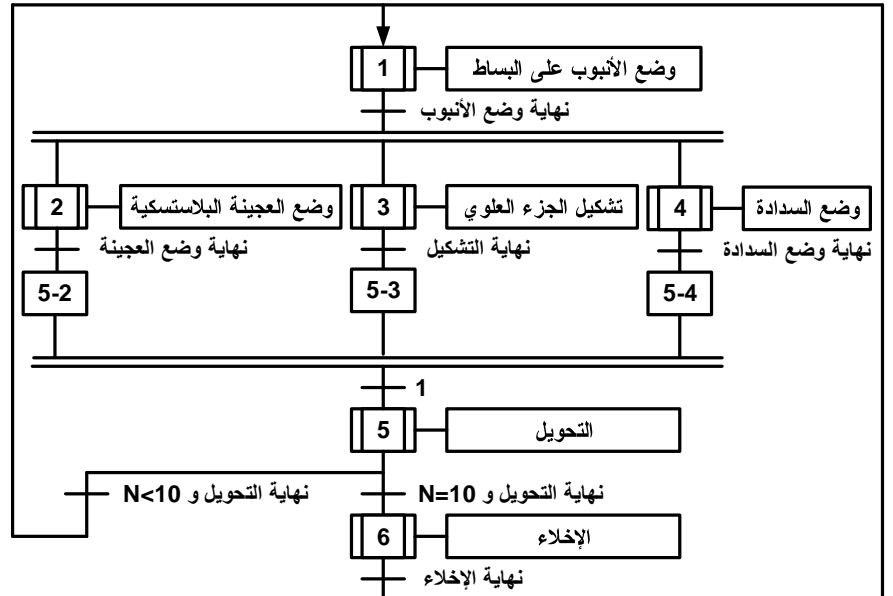 1 وضع الأنبوب على البساط
نهاية وضع الأنبوب
2 وضع العجينة البلاستسكية
3 تشكيل الجزء العلوي
4 وضع السدادة
نهاية وضع العجينة
نهاية التشكيل
نهاية وضع السدادة
5-2
5-3
5-4
1
5 التحويل
نهاية التحويل و N<10
نهاية التحويل و N=10
6 الإخلاء
نهاية الإخلاء